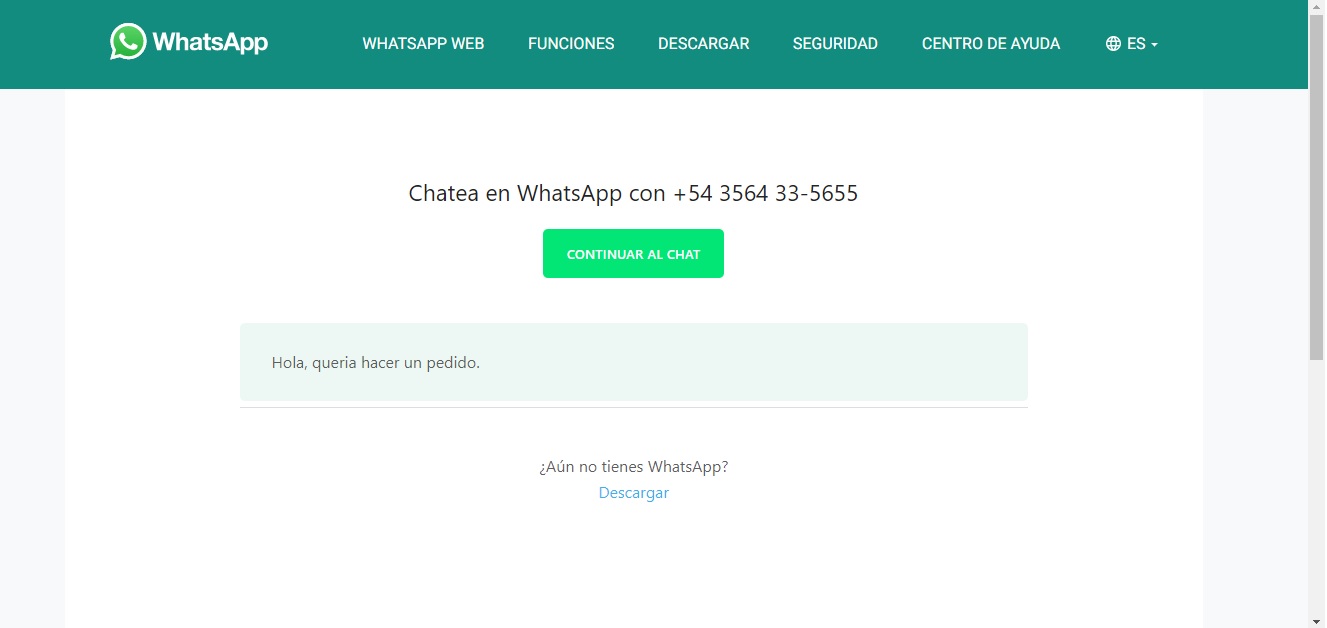 WhatsApp
WHATSAPP WEB
FUNCIONES
DESCARGAR
SEGURIDAD
CENTRO DE AYUDA
ES
Chatea en WhatsApp con +54 3564 33-5655
CONTINUAR AL CHAT
Hola, queria hacer un pedido.
¿Aún no tienes WhatsApp?
Descargar